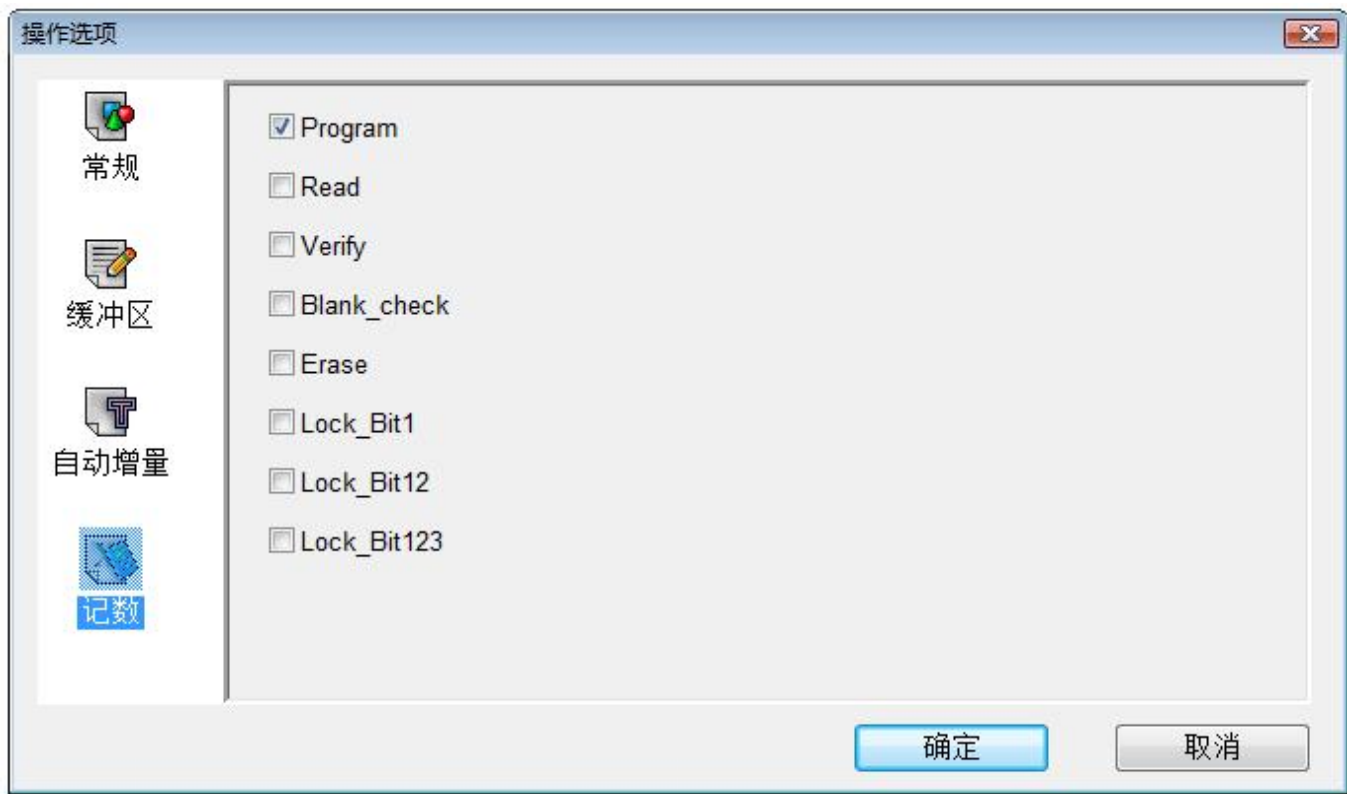 操作选项
常规
缓冲区
自动增量
记数
Program
Read
Verify
Blank_check
Erase
Lock_Bit1
Lock_Bit12
Lock_Bit123
确定
取消